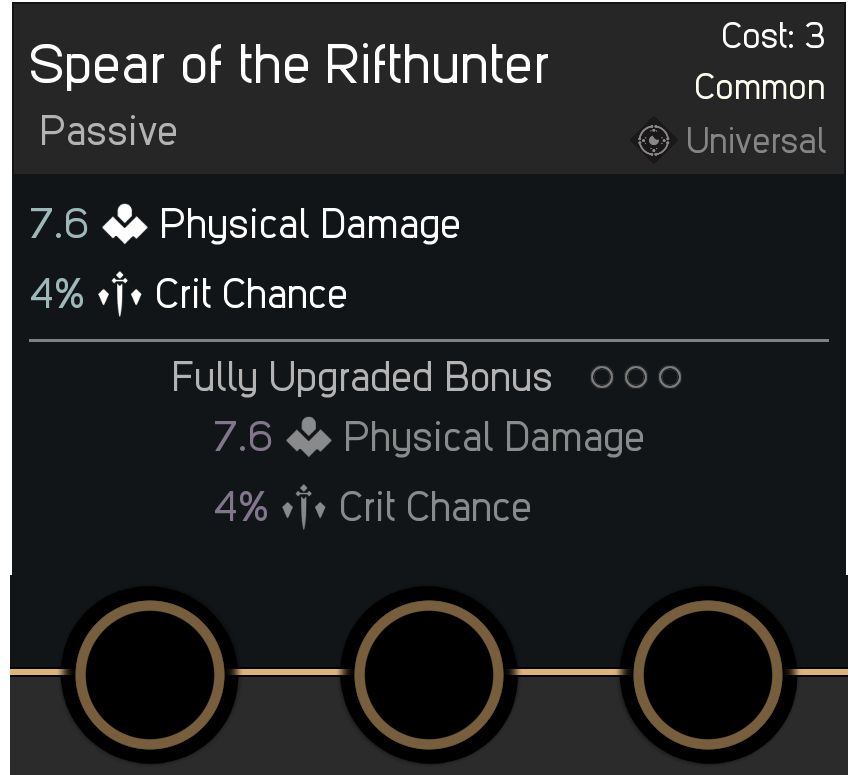 Spear of the Rifthunter
Cost: 3
Common
Passive
Universal
7.6 Physical Damage
4% Crit Chance
Fully Upgraded Bonus
7.6 Physical Damage
4% Crit Chance